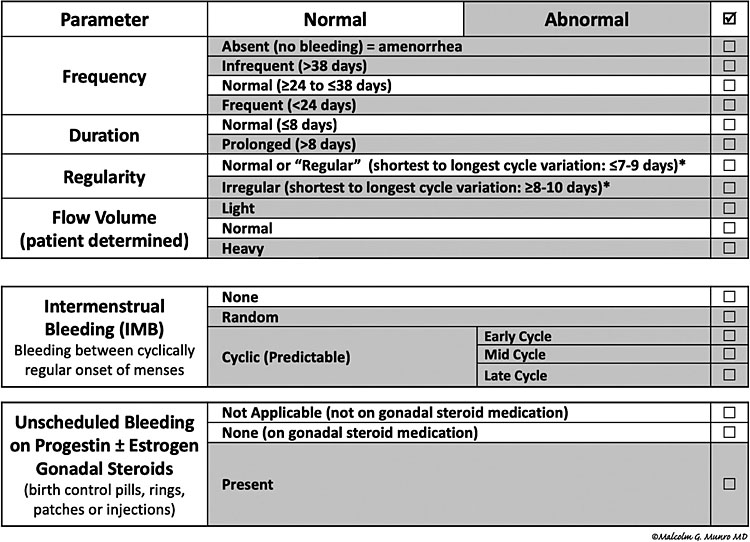 Parameter Normal Abnormal ☑
Frequency
Absent (no bleeding) = amenorrhea ☐
Infrequent (>38 days) ☐
Normal (≥24 to ≤38 days) ☐
Frequent (<24 days) ☐
Duration
Normal (≤8 days) ☐
Prolonged (>8 days) ☐
Regularity
Normal or “Regular” (shortest to longest cycle variation: ≤7-9 days)* ☐
Irregular (shortest to longest cycle variation: ≥8-10 days)* ☐
Flow Volume
(patient determined)
Light ☐
Normal ☐
Heavy ☐
Intermenstrual
Bleeding (IMB)
Bleeding between cyclically
regular onset of menses
None ☐
Random ☐
Cyclic (Predictable)
Early Cycle ☐
Mid Cycle ☐
Late Cycle ☐
Unscheduled Bleeding
on Progestin ± Estrogen
Gonadal Steroids
(birth control pills, rings,
patches or injections)
Not Applicable (not on gonadal steroid medication) ☐
None (on gonadal steroid medication) ☐
Present ☐
©Malcolm G. Munro MD